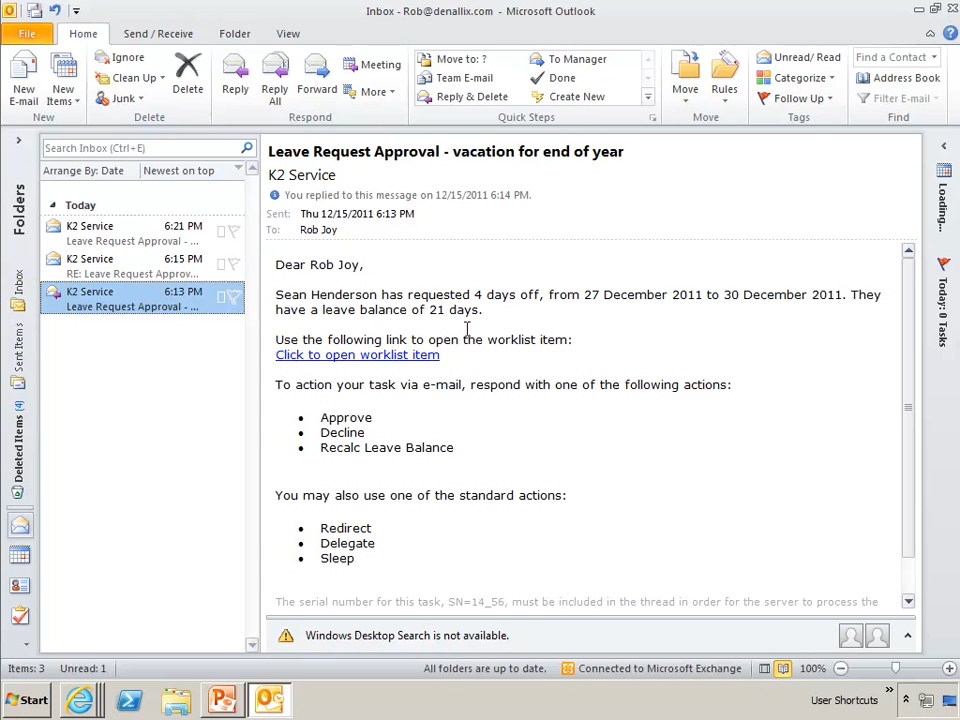 Inbox - Rob@denallix.com - Microsoft Outlook
File Home Send / Receive Folder View
New E-mail
New Items
New
Ignore
Clean Up
Junk
Delete
Delete
Reply
Reply All
Forward
Meeting
More
Respond
Move to: ?
Team E-mail
Reply & Delete
To Manager
Done
Create New
Quick Steps
Move
Rules
Move
Unread/ Read
Categorize
Follow Up
Tags
Find a Contact
Address Book
Filter E-mail
Find
Folders
Inbox
Sent Items
Deleted Items (4)
Search Inbox (Ctrl+E)
Arrange By: Date Newest on top
Today
K2 Service 6:21 PM
Leave Request Approval - ...
K2 Service 6:15 PM
RE: Leave Request Approv...
K2 Service 6:13 PM
Leave Request Approval - ...
Leave Request Approval - vacation for end of year
K2 Service
You replied to this message on 12/15/2011 6:14 PM.
Sent: Thu 12/15/2011 6:13 PM
To: Rob Joy
Dear Rob Joy,
Sean Henderson has requested 4 days off, from 27 December 2011 to 30 December 2011. They
have a leave balance of 21 days.
Use the following link to open the worklist item:
Click to open worklist item
To action your task via e-mail, respond with one of the following actions:
• Approve
• Decline
• Recalc Leave Balance
You may also use one of the standard actions:
• Redirect
• Delegate
• Sleep
The serial number for this task, SN=14_56, must be included in the thread in order for the server to process the
Windows Desktop Search is not available.
Loading...
Today: 0 Tasks
Items: 3 Unread: 1 All folders are up to date. Connected to Microsoft Exchange 100%
Start User Shortcuts